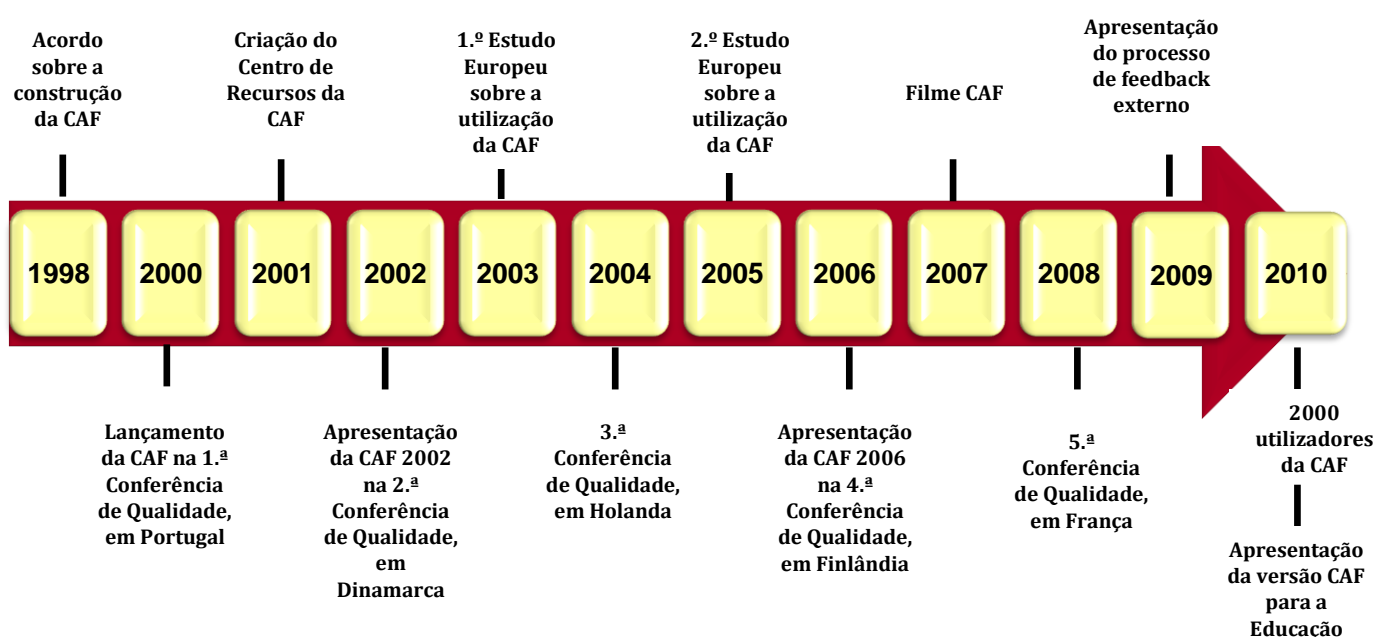 Acordo
sobre a
construção
da CAF
Criação do
Centro de
Recursos da
CAF
1.º Estudo
Europeu
sobre a
utilização
da CAF
2.º Estudo
Europeu
sobre a
utilização
da CAF
Filme CAF
Apresentação
do processo
de feedback
externo
1998
2000
2001
2002
2003
2004
2005
2006
2007
2008
2009
2010
Lançamento
da CAF na 1.ª
Conferência
de Qualidade,
em Portugal
Apresentação
da CAF 2002
na 2.ª
Conferência
de Qualidade,
em
Dinamarca
3.ª
Conferência
de Qualidade,
em Holanda
Apresentação
da CAF 2006
na 4.ª
Conferência
de Qualidade,
em Finlândia
5.ª
Conferência
de Qualidade,
em França
2000
utilizadores
da CAF
Apresentação
da versão CAF
para a
Educação